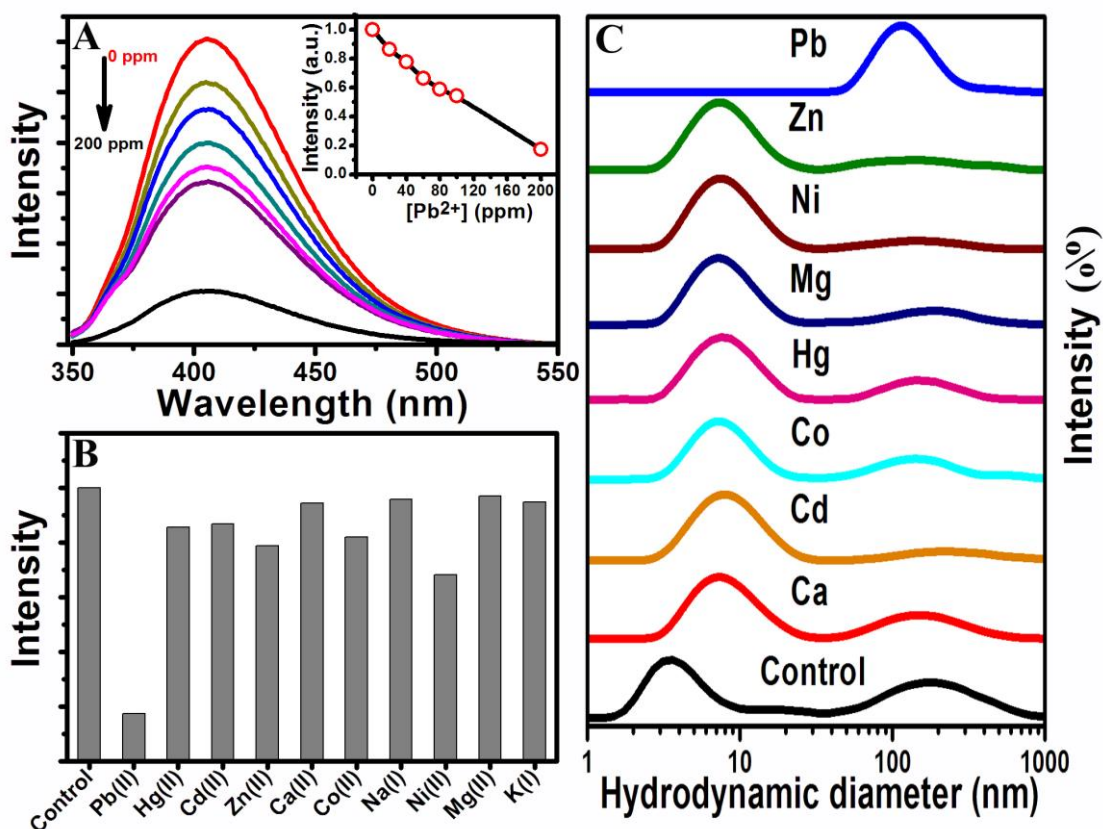 A
0 ppm
200 ppm
Intensity
350 400 450 500 550
Wavelength (nm)
Intensity (a.u.)
1.0
0.8
0.6
0.4
0.2
0 40 80 120 160 200
[Pb2+] (ppm)
B
Intensity
Control Pb(II) Hg(II) Cd(II) Zn(II) Ca(II) Co(II) Na(I) Ni(II) Mg(II) K(I)
C
Pb
Zn
Ni
Mg
Hg
Co
Cd
Ca
Control
Intensity (%)
1 10 100 1000
Hydrodynamic diameter (nm)